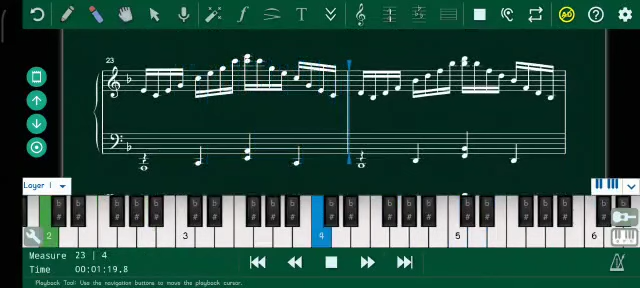 T
AD
23
Layer 1
b b b b b b b b b b b b b b b b b b b b b b
# # # # # # # # # # # # # # # # # # # # # #
2 3 4 5 6
Measure 23 | 4
Time 00:01:19.8
Playback Tool: Use the navigation buttons to move the playback cursor.